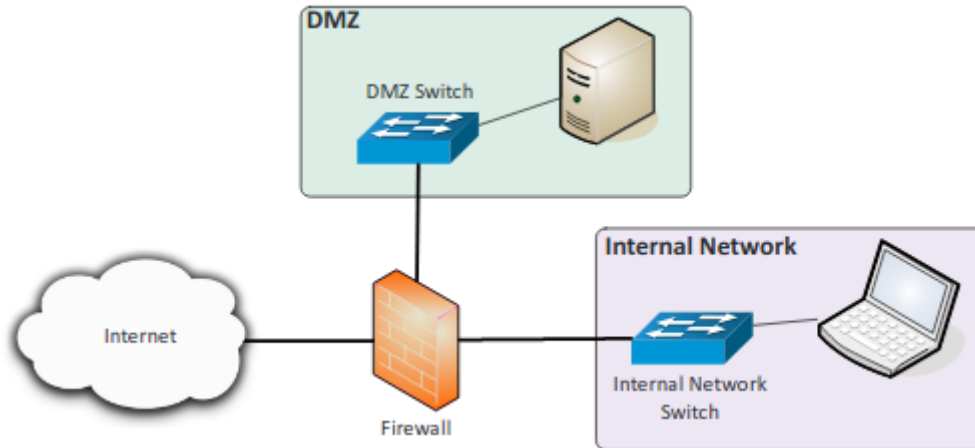 DMZ
DMZ Switch
Internal Network
Internet
Internal Network
Switch
Firewall